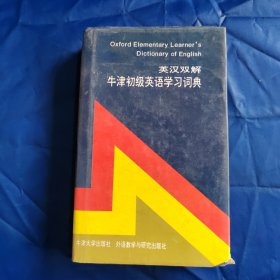 Oxford Elementary Learner's
Dictionary of English
英汉双解
牛津初级英语学习词典
牛津大学出版社 外语教学与研究出版社